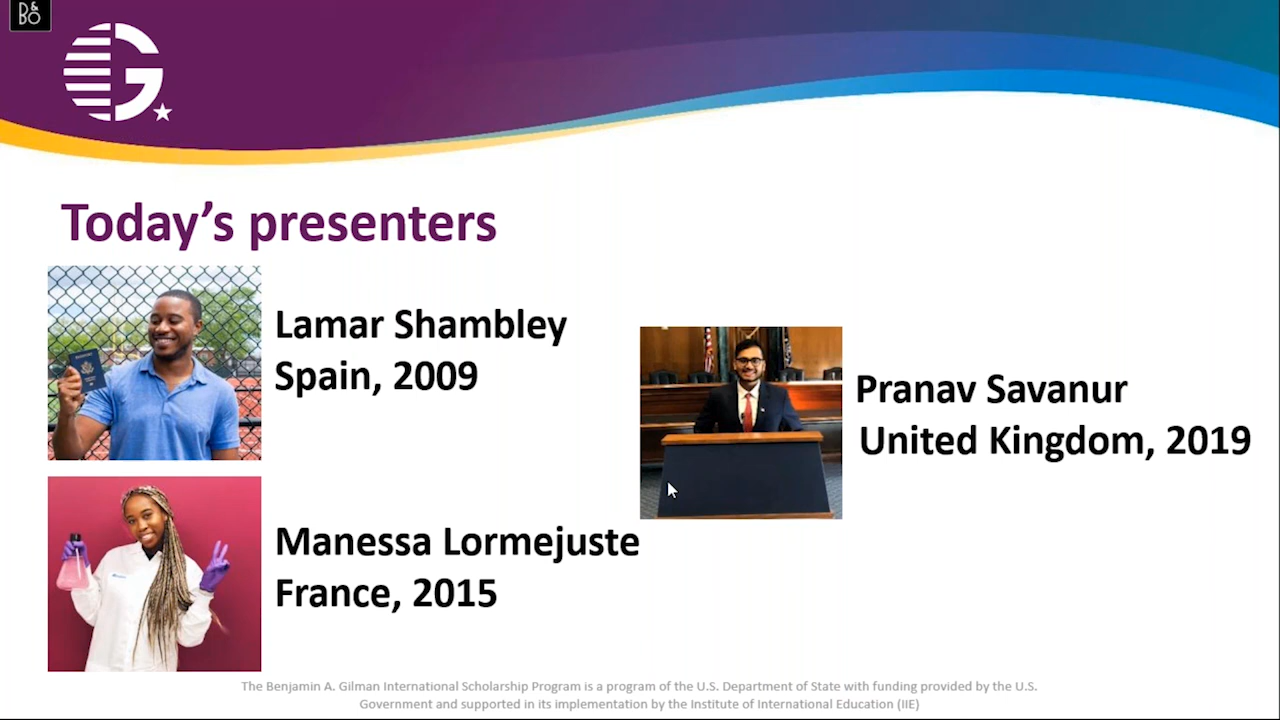 B&O
G
Today's presenters
Lamar Shambley
Spain, 2009
Pranav Savanur
United Kingdom, 2019
Manessa Lormejuste
France, 2015
The Benjamin A. Gilman International Scholarship Program is a program of the U.S. Department of State with funding provided by the U.S.
Government and supported in its implementation by the Institute of International Education (IIE)